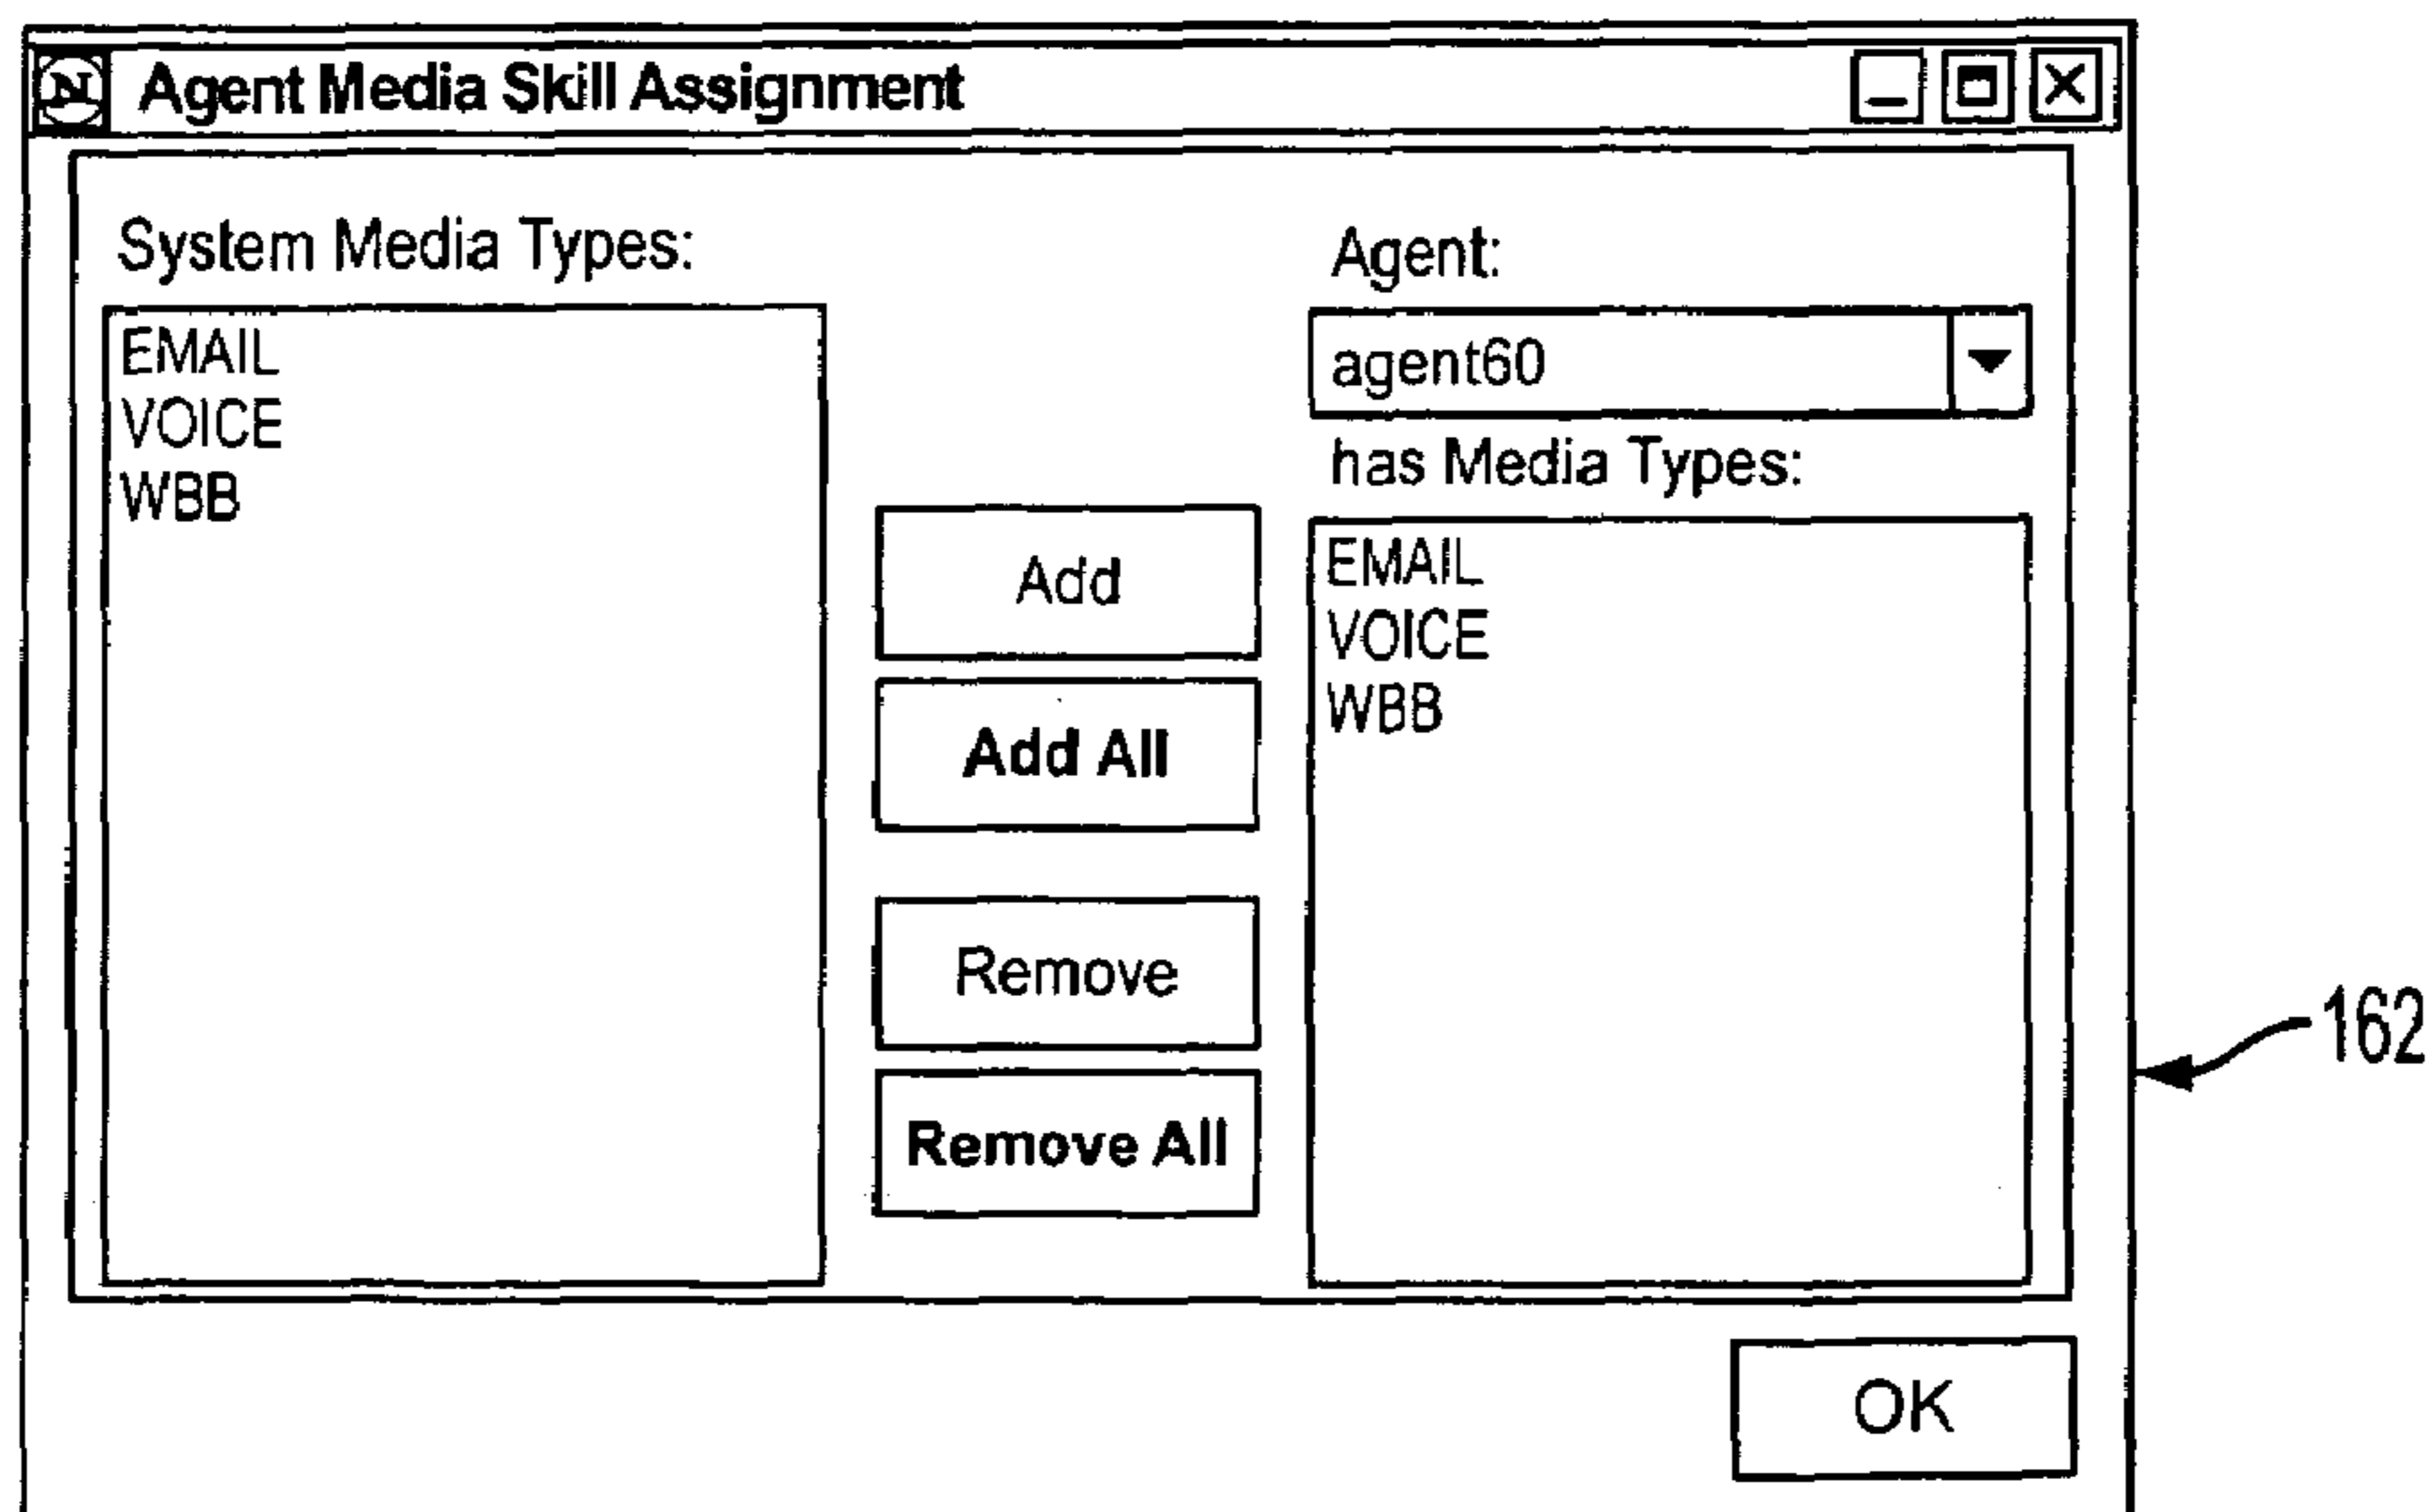 N Agent Media Skill Assignment
System Media Types:
EMAIL
VOICE
WBB
Add
Add All
Remove
Remove All
Agent:
agent60
has Media Types:
EMAIL
VOICE
WBB
OK
162